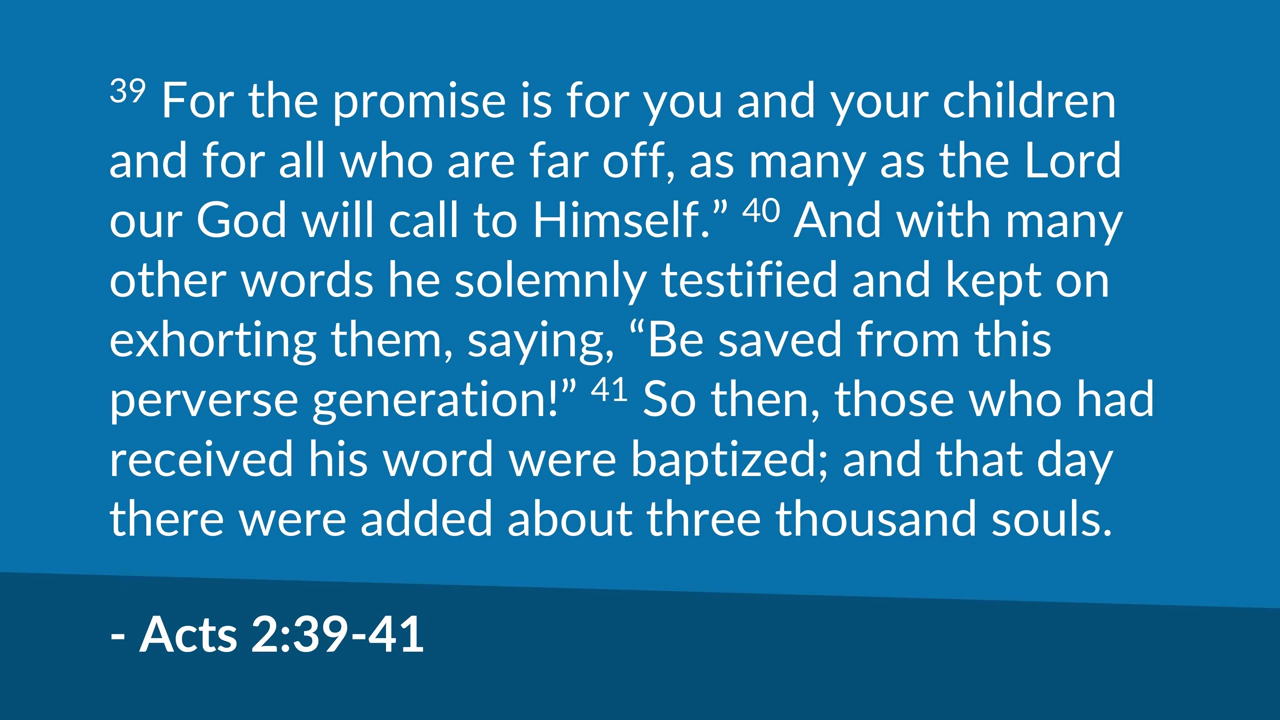 39 For the promise is for you and your children
and for all who are far off, as many as the Lord
our God will call to Himself.” 40 And with many
other words he solemnly testified and kept on
exhorting them, saying, “Be saved from this
perverse generation!” 41 So then, those who had
received his word were baptized; and that day
there were added about three thousand souls.
- Acts 2:39-41